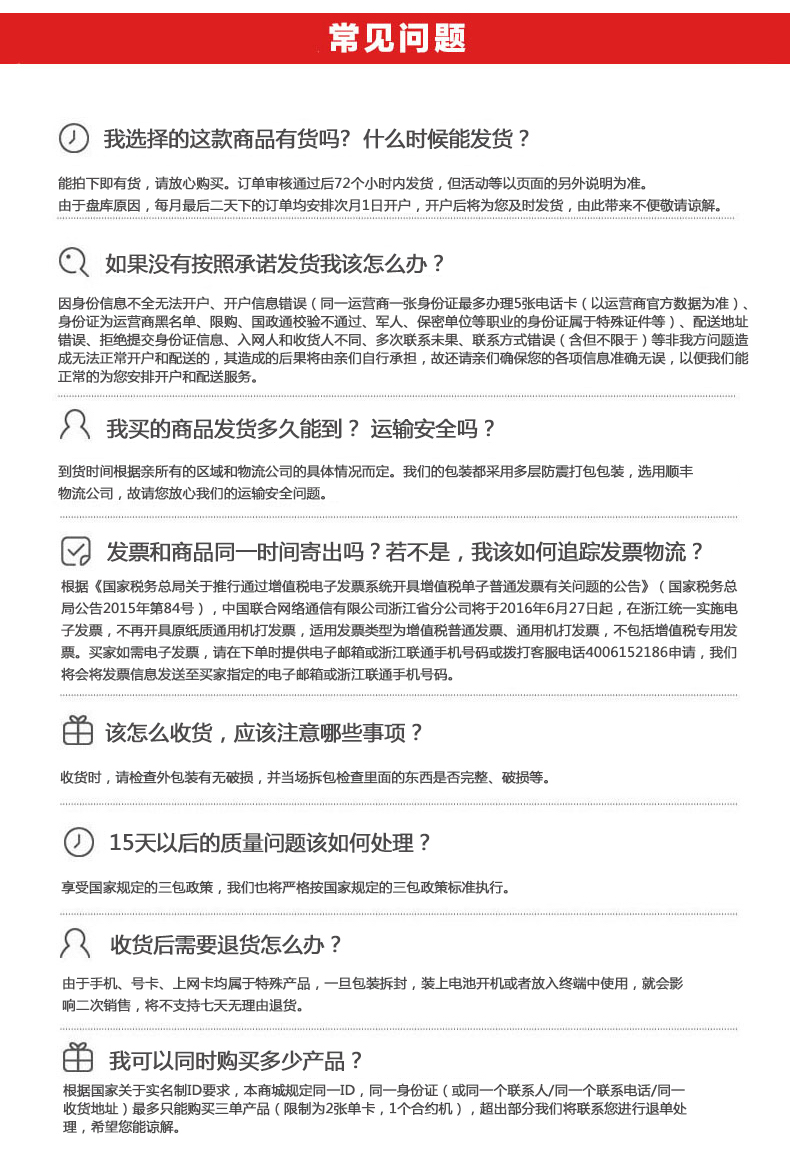 常见问题
我选择的这款商品有货吗？什么时候能发货？
能拍下即有货，请放心购买。订单审核通过后72个小时内发货，但活动等以页面的另外说明为准。
由于盘库原因，每月最后二天下的订单均安排次月1日开户，开户后将为您及时发货，由此带来不便敬请谅解。
如果没有按照承诺发货我该怎么办？
因身份信息不全无法开户、开户信息错误（同一运营商一张身份证最多办理5张电话卡（以运营商官方数据为准）、
身份证为运营商黑名单、限购、国政通校验不通过、军人、保密单位等职业的身份证属于特殊证件等）、配送地址
错误、拒绝提交身份证信息、入网人和收货人不同、多次联系未果、联系方式错误（含但不限于）等非我方问题造
成无法正常开户和配送的，其造成的后果将由亲们自行承担，故还请亲们确保您的各项信息准确无误，以便我们能
正常的为您安排开户和配送服务。
我买的商品发货多久能到？运输安全吗？
到货时间根据亲所有的区域和物流公司的具体情况而定。我们的包装都采用多层防震打包包装，选用顺丰
物流公司，故请您放心我们的运输安全问题。
发票和商品同一时间寄出吗？若不是，我该如何追踪发票物流？
根据《国家税务总局关于推行通过增值税电子发票系统开具增值税单子普通发票有关问题的公告》（国家税务总
局公告2015年第84号），中国联合网络通信有限公司浙江省分公司将于2016年6月27日起，在浙江统一实施电
子发票，不再开具原纸质通用机打发票，适用发票类型为增值税普通发票、通用机打发票，不包括增值税专用发
票。买家如需电子发票，请在下单时提供电子邮箱或浙江联通手机号码或拨打客服电话4006152186申请，我们
将会将发票信息发送至买家指定的电子邮箱或浙江联通手机号码。
该怎么收货，应该注意哪些事项？
收货时，请检查外包装有无破损，并当场拆包检查里面的东西是否完整、破损等。
15天以后的质量问题该如何处理？
享受国家规定的三包政策，我们也将严格按国家规定的三包政策标准执行。
收货后需要退货怎么办？
由于手机、号卡、上网卡均属于特殊产品，一旦包装拆封，装上电池开机或者放入终端中使用，就会影
响二次销售，将不支持七天无理由退货。
我可以同时购买多少产品？
根据国家关于实名制ID要求，本商城规定同一ID，同一身份证（或同一个联系人/同一个联系电话/同一
收货地址）最多只能购买三单产品（限制为2张单卡，1个合约机），超出部分我们将联系您进行退单处
理，希望您能谅解。